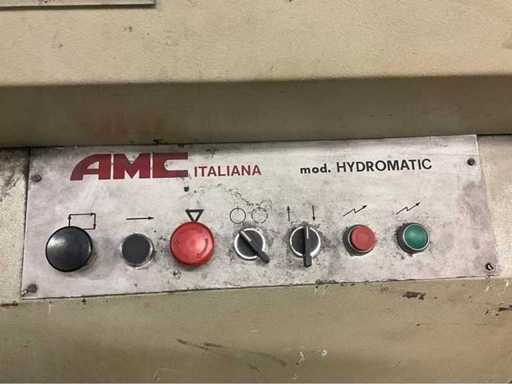 AMC ITALIANA mod. HYDROMATIC